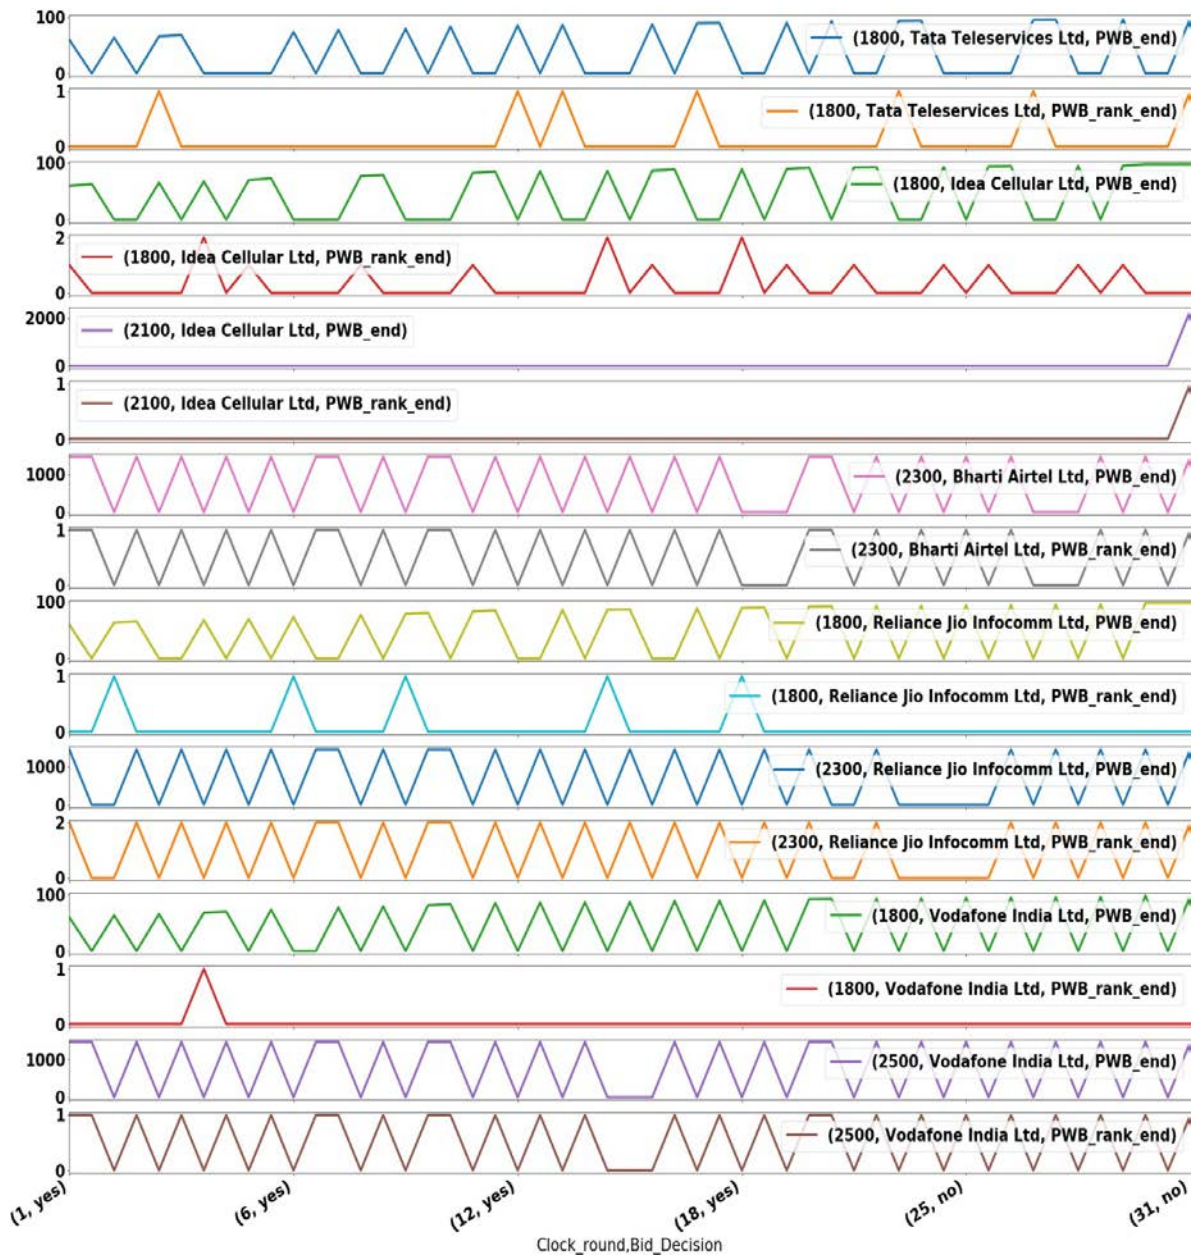 100
(1800, Tata Teleservices Ltd, PWB_end)
0
1
(1800, Tata Teleservices Ltd, PWB_rank_end)
0
100
(1800, Idea Cellular Ltd, PWB_end)
0
2
(1800, Idea Cellular Ltd, PWB_rank_end)
0
2000
(2100, Idea Cellular Ltd, PWB_end)
0
1
(2100, Idea Cellular Ltd, PWB_rank_end)
0
1000
(2300, Bharti Airtel Ltd, PWB_end)
0
1
(2300, Bharti Airtel Ltd, PWB_rank_end)
0
100
(1800, Reliance Jio Infocomm Ltd, PWB_end)
0
1
(1800, Reliance Jio Infocomm Ltd, PWB_rank_end)
0
1000
(2300, Reliance Jio Infocomm Ltd, PWB_end)
0
2
(2300, Reliance Jio Infocomm Ltd, PWB_rank_end)
0
100
(1800, Vodafone India Ltd, PWB_end)
0
1
(1800, Vodafone India Ltd, PWB_rank_end)
0
1000
(2500, Vodafone India Ltd, PWB_end)
0
1
(2500, Vodafone India Ltd, PWB_rank_end)
0
(1, yes) (6, yes) (12, yes) (18, yes) (25, no) (31, no)
Clock_round,Bid_Decision